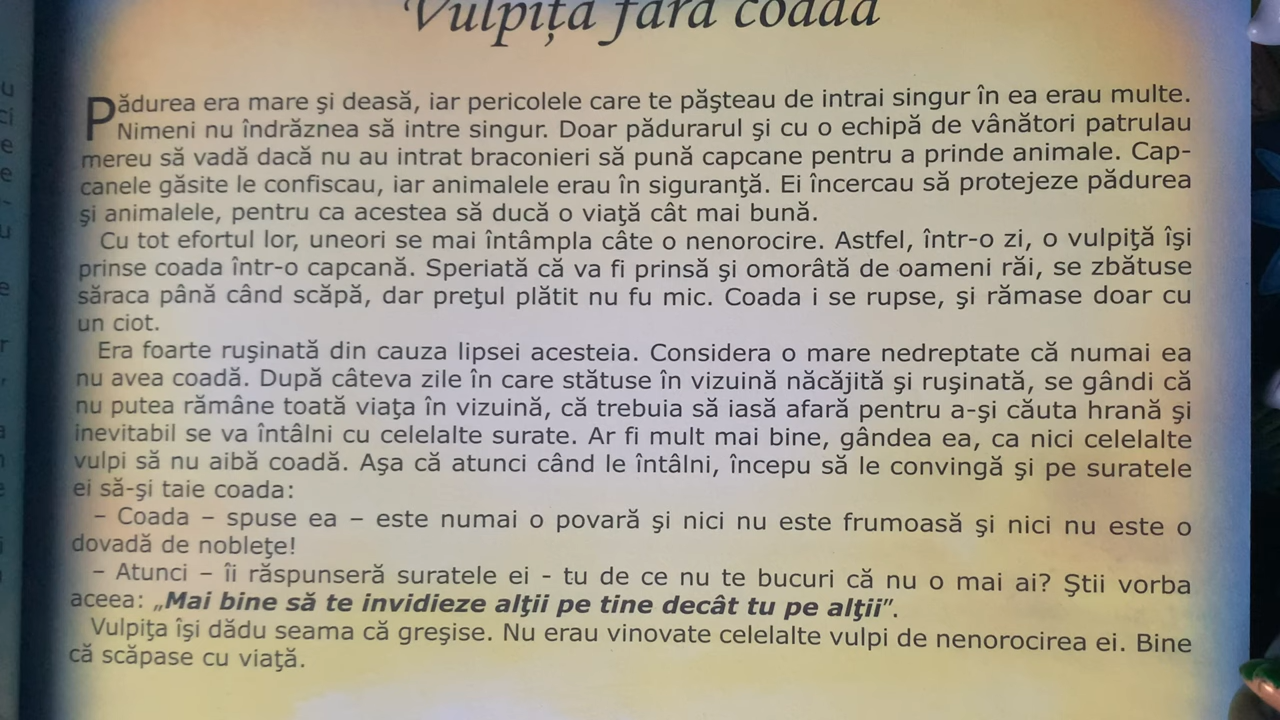 Vulpița fără coadă
Pădurea era mare şi deasă, iar pericolele care te păşteau de intrai singur în ea erau multe.
Nimeni nu îndrăznea să intre singur. Doar pădurarul şi cu o echipă de vânători patrulau
mereu să vadă dacă nu au intrat braconieri să pună capcane pentru a prinde animale. Cap-
canele găsite le confiscau, iar animalele erau în siguranţă. Ei încercau să protejeze pădurea
şi animalele, pentru ca acestea să ducă o viaţă cât mai bună.
Cu tot efortul lor, uneori se mai întâmpla câte o nenorocire. Astfel, într-o zi, o vulpiţă îşi
prinse coada într-o capcană. Speriată că va fi prinsă şi omorâtă de oameni răi, se zbătuse
săraca până când scăpă, dar preţul plătit nu fu mic. Coada i se rupse, şi rămase doar cu
un ciot.
Era foarte ruşinată din cauza lipsei acesteia. Considera o mare nedreptate că numai ea
nu avea coadă. După câteva zile în care stătuse în vizuină năcăjită şi ruşinată, se gândi că
nu putea rămâne toată viaţa în vizuină, că trebuia să iasă afară pentru a-şi căuta hrană şi
inevitabil se va întâlni cu celelalte surate. Ar fi mult mai bine, gândea ea, ca nici celelalte
vulpi să nu aibă coadă. Aşa că atunci când le întâlni, începu să le convingă şi pe suratele
ei să-şi taie coada:
– Coada – spuse ea – este numai o povară şi nici nu este frumoasă şi nici nu este o
dovadă de nobleţe!
– Atunci – îi răspunseră suratele ei - tu de ce nu te bucuri că nu o mai ai? Ştii vorba
aceea: „Mai bine să te invidieze alţii pe tine decât tu pe alţii”.
Vulpiţa îşi dădu seama că greşise. Nu erau vinovate celelalte vulpi de nenorocirea ei. Bine
că scăpase cu viaţă.